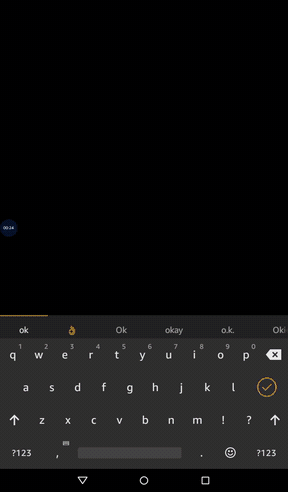 00:24
ok 👌 Ok okay o.k. Ok
1 2 3 4 5 6 7 8 9 0
q w e r t y u i o p
a s d f g h j k l
z x c v b n m ! ?
?123 , . ?123